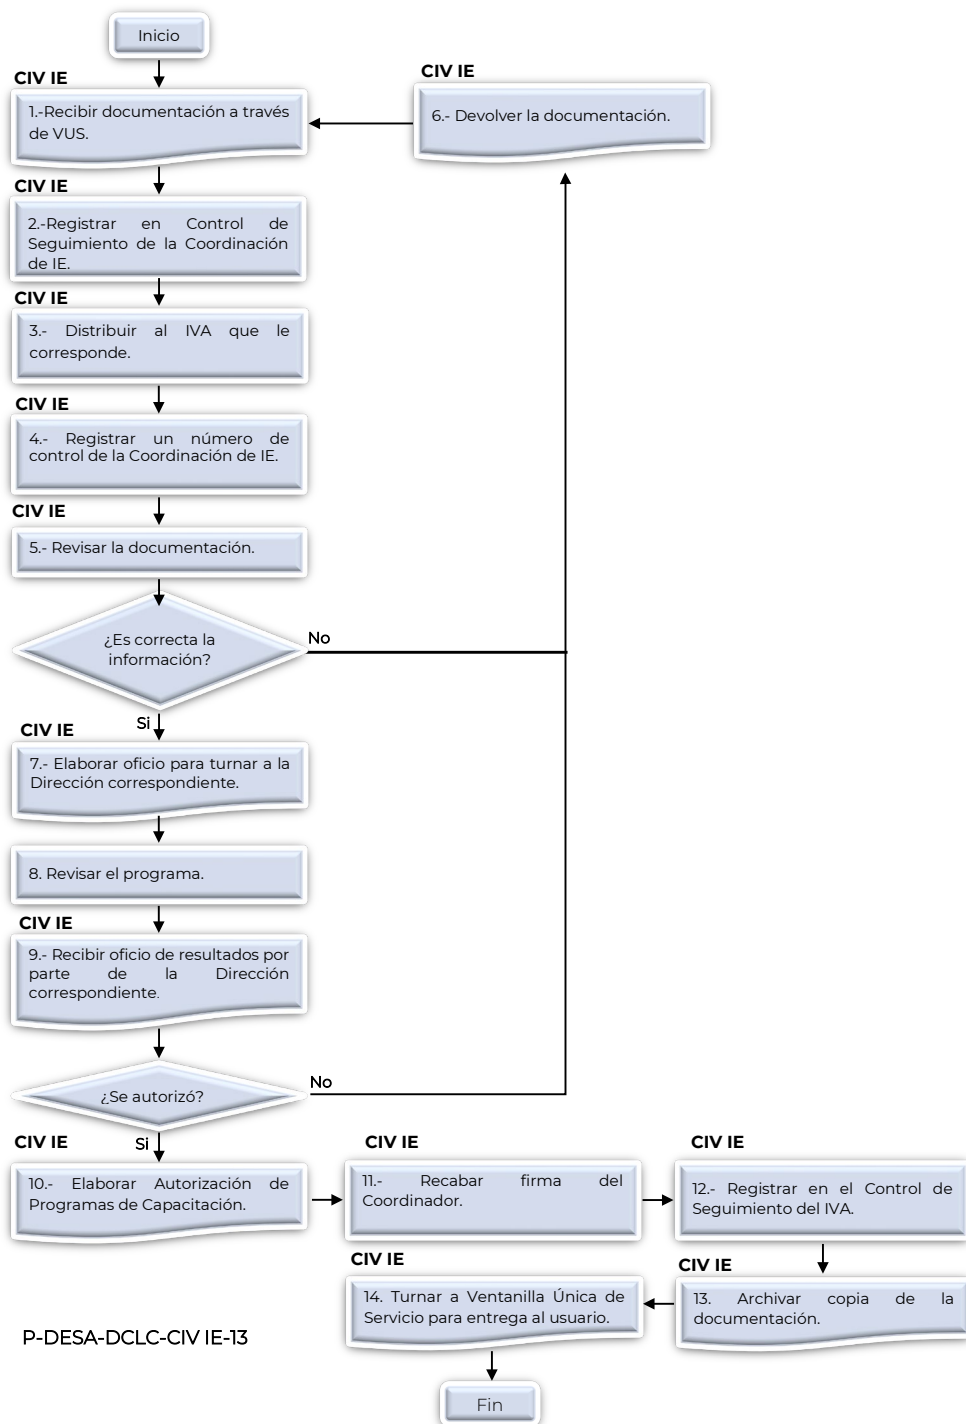 Inicio
CIV IE
1.-Recibir documentación a través
de VUS.
CIV IE
6.- Devolver la documentación.
CIV IE
2.-Registrar en Control de
Seguimiento de la Coordinación
de IE.
CIV IE
3.- Distribuir al IVA que le
corresponde.
CIV IE
4.- Registrar un número de
control de la Coordinación de IE.
CIV IE
5.- Revisar la documentación.
¿Es correcta la
información?
No
Si
CIV IE
7.- Elaborar oficio para turnar a la
Dirección correspondiente.
8. Revisar el programa.
CIV IE
9.- Recibir oficio de resultados por
parte de la Dirección
correspondiente.
¿Se autorizó?
No
Si
CIV IE
10.- Elaborar Autorización de
Programas de Capacitación.
CIV IE
11.- Recabar firma del
Coordinador.
CIV IE
12.- Registrar en el Control de
Seguimiento del IVA.
CIV IE
13. Archivar copia de la
documentación.
CIV IE
14. Turnar a Ventanilla Única de
Servicio para entrega al usuario.
P-DESA-DCLC-CIV IE-13
Fin